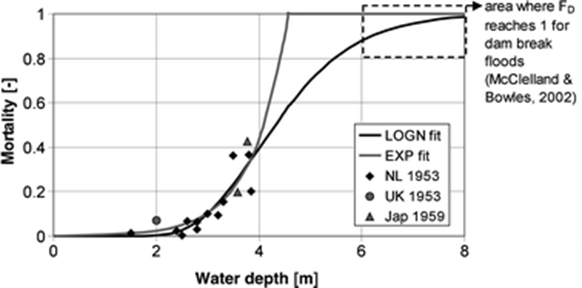 1
0.8
0.6
0.4
0.2
0
Mortality [-]
0 2 4 6 8
Water depth [m]
LOGN fit
EXP fit
NL 1953
UK 1953
Jap 1959
area where FD
reaches 1 for
dam break
floods
(McClelland &
Bowles, 2002)